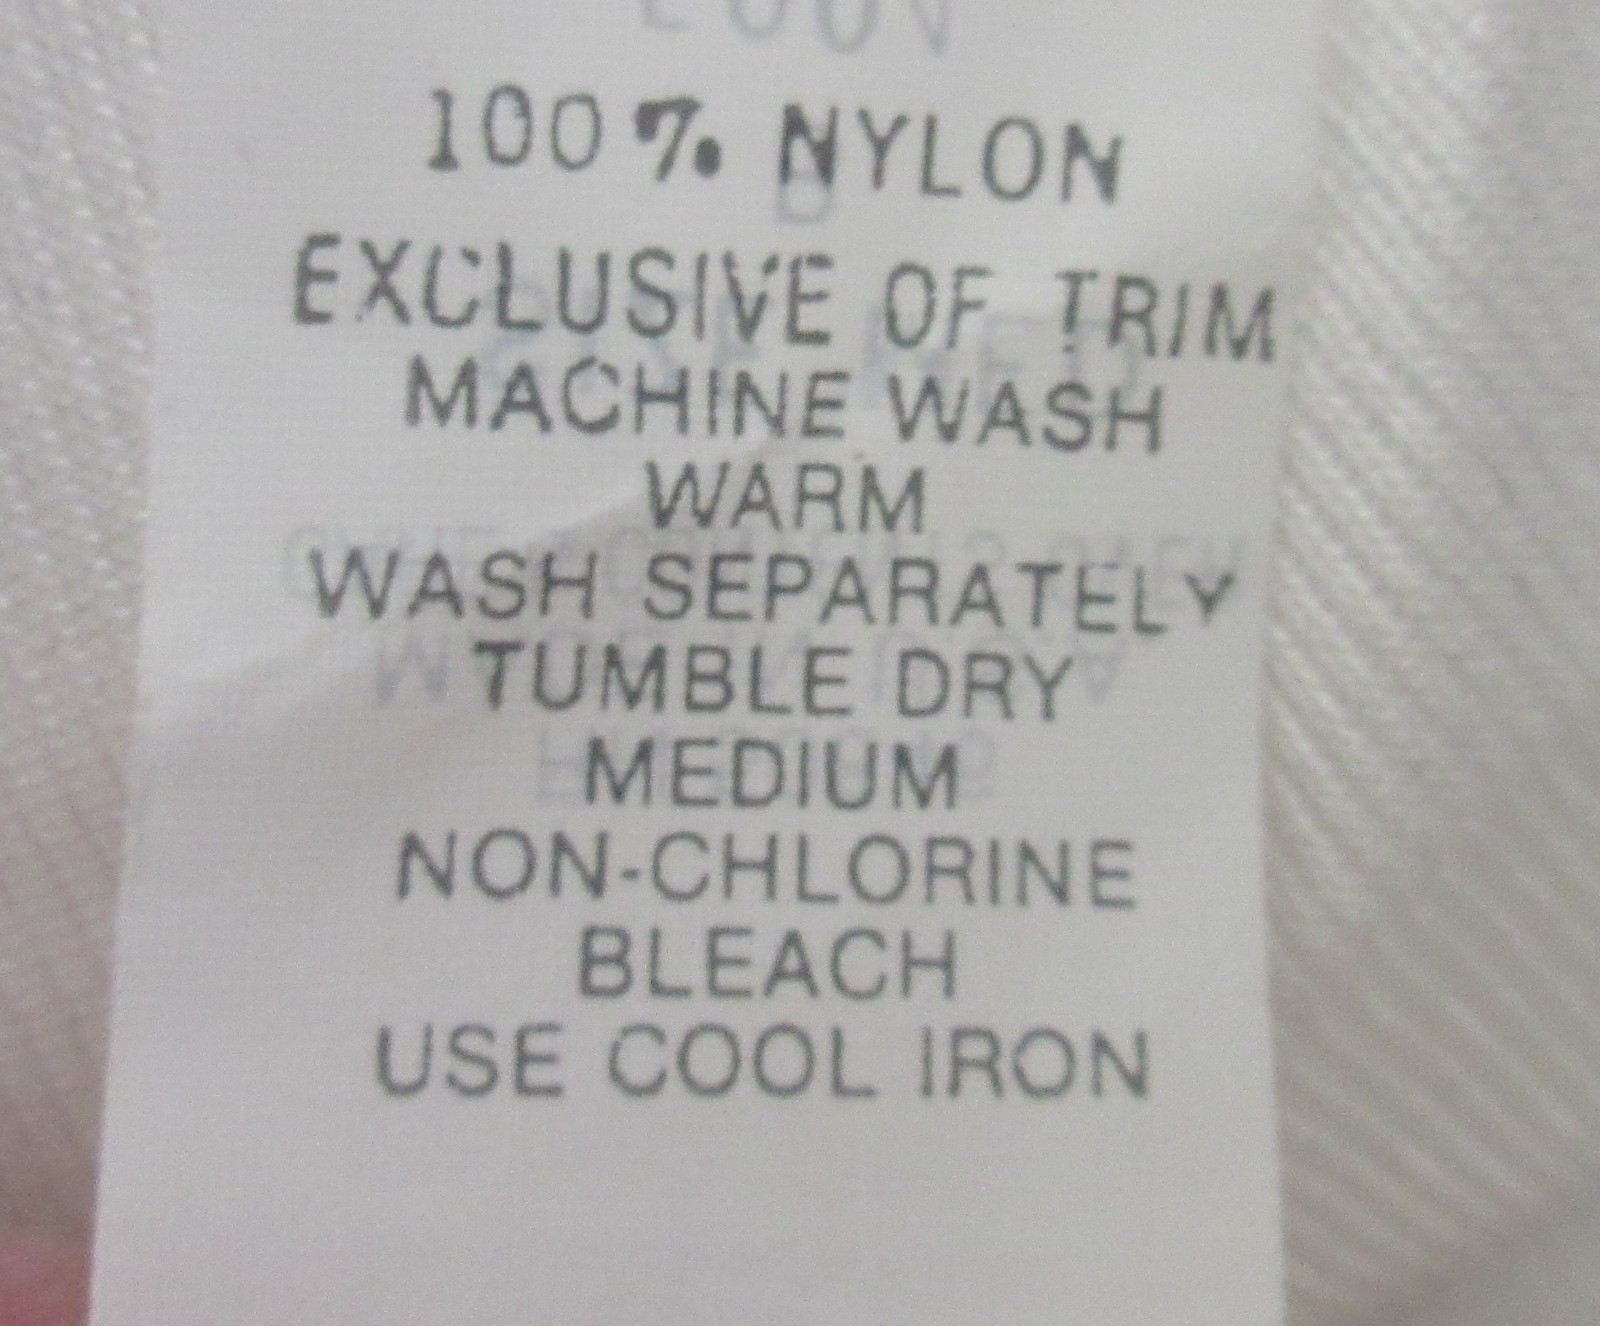 100% NYLON
EXCLUSIVE OF TRIM
MACHINE WASH
WARM
WASH SEPARATELY
TUMBLE DRY
MEDIUM
NON-CHLORINE
BLEACH
USE COOL IRON